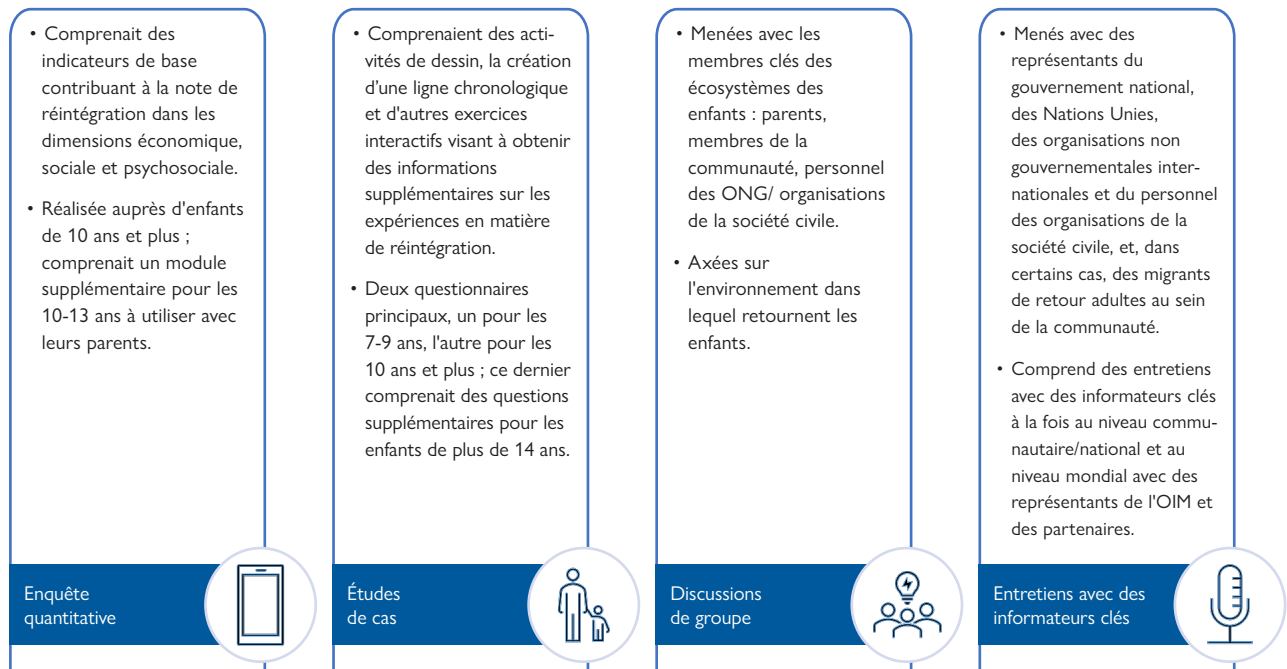 • Comprenait des
indicateurs de base
contribuant à la note de
réintégration dans les
dimensions économique,
sociale et psychosociale.
• Réalisée auprès d'enfants
de 10 ans et plus ;
comprenait un module
supplémentaire pour les
10-13 ans à utiliser avec
leurs parents.
Enquête
quantitative
• Comprenaient des acti-
vités de dessin, la création
d’une ligne chronologique
et d'autres exercices
interactifs visant à obtenir
des informations
supplémentaires sur les
expériences en matière
de réintégration.
• Deux questionnaires
principaux, un pour les
7-9 ans, l'autre pour les
10 ans et plus ; ce dernier
comprenait des questions
supplémentaires pour les
enfants de plus de 14 ans.
Études
de cas
• Menées avec les
membres clés des
écosystèmes des
enfants : parents,
membres de la
communauté, personnel
des ONG/ organisations
de la société civile.
• Axées sur
l'environnement dans
lequel retournent les
enfants.
Discussions
de groupe
• Menés avec des
représentants du
gouvernement national,
des Nations Unies,
des organisations non
gouvernementales inter-
nationales et du personnel
des organisations de la
société civile, et, dans
certains cas, des migrants
de retour adultes au sein
de la communauté.
• Comprend des entretiens
avec des informateurs clés
à la fois au niveau commu-
nautaire/national et au
niveau mondial avec des
représentants de l'OIM et
des partenaires.
Entretiens avec des
informateurs clés